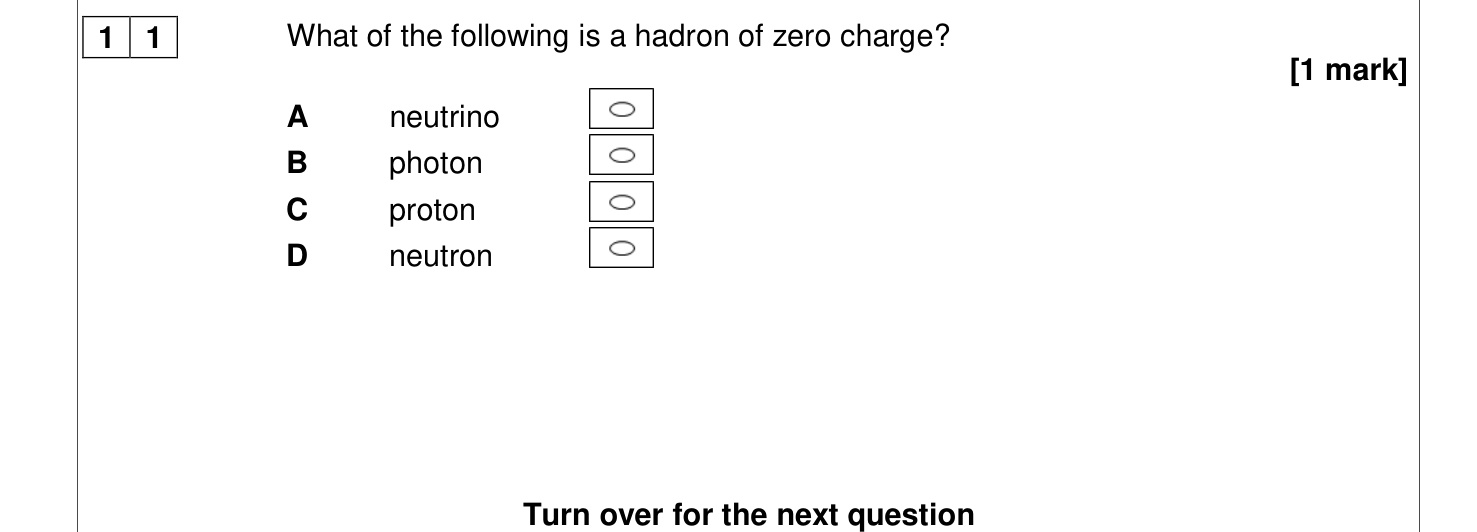 1 1 What of the following is a hadron of zero charge?
[1 mark]
A neutrino
B photon
C proton
D neutron
Turn over for the next question